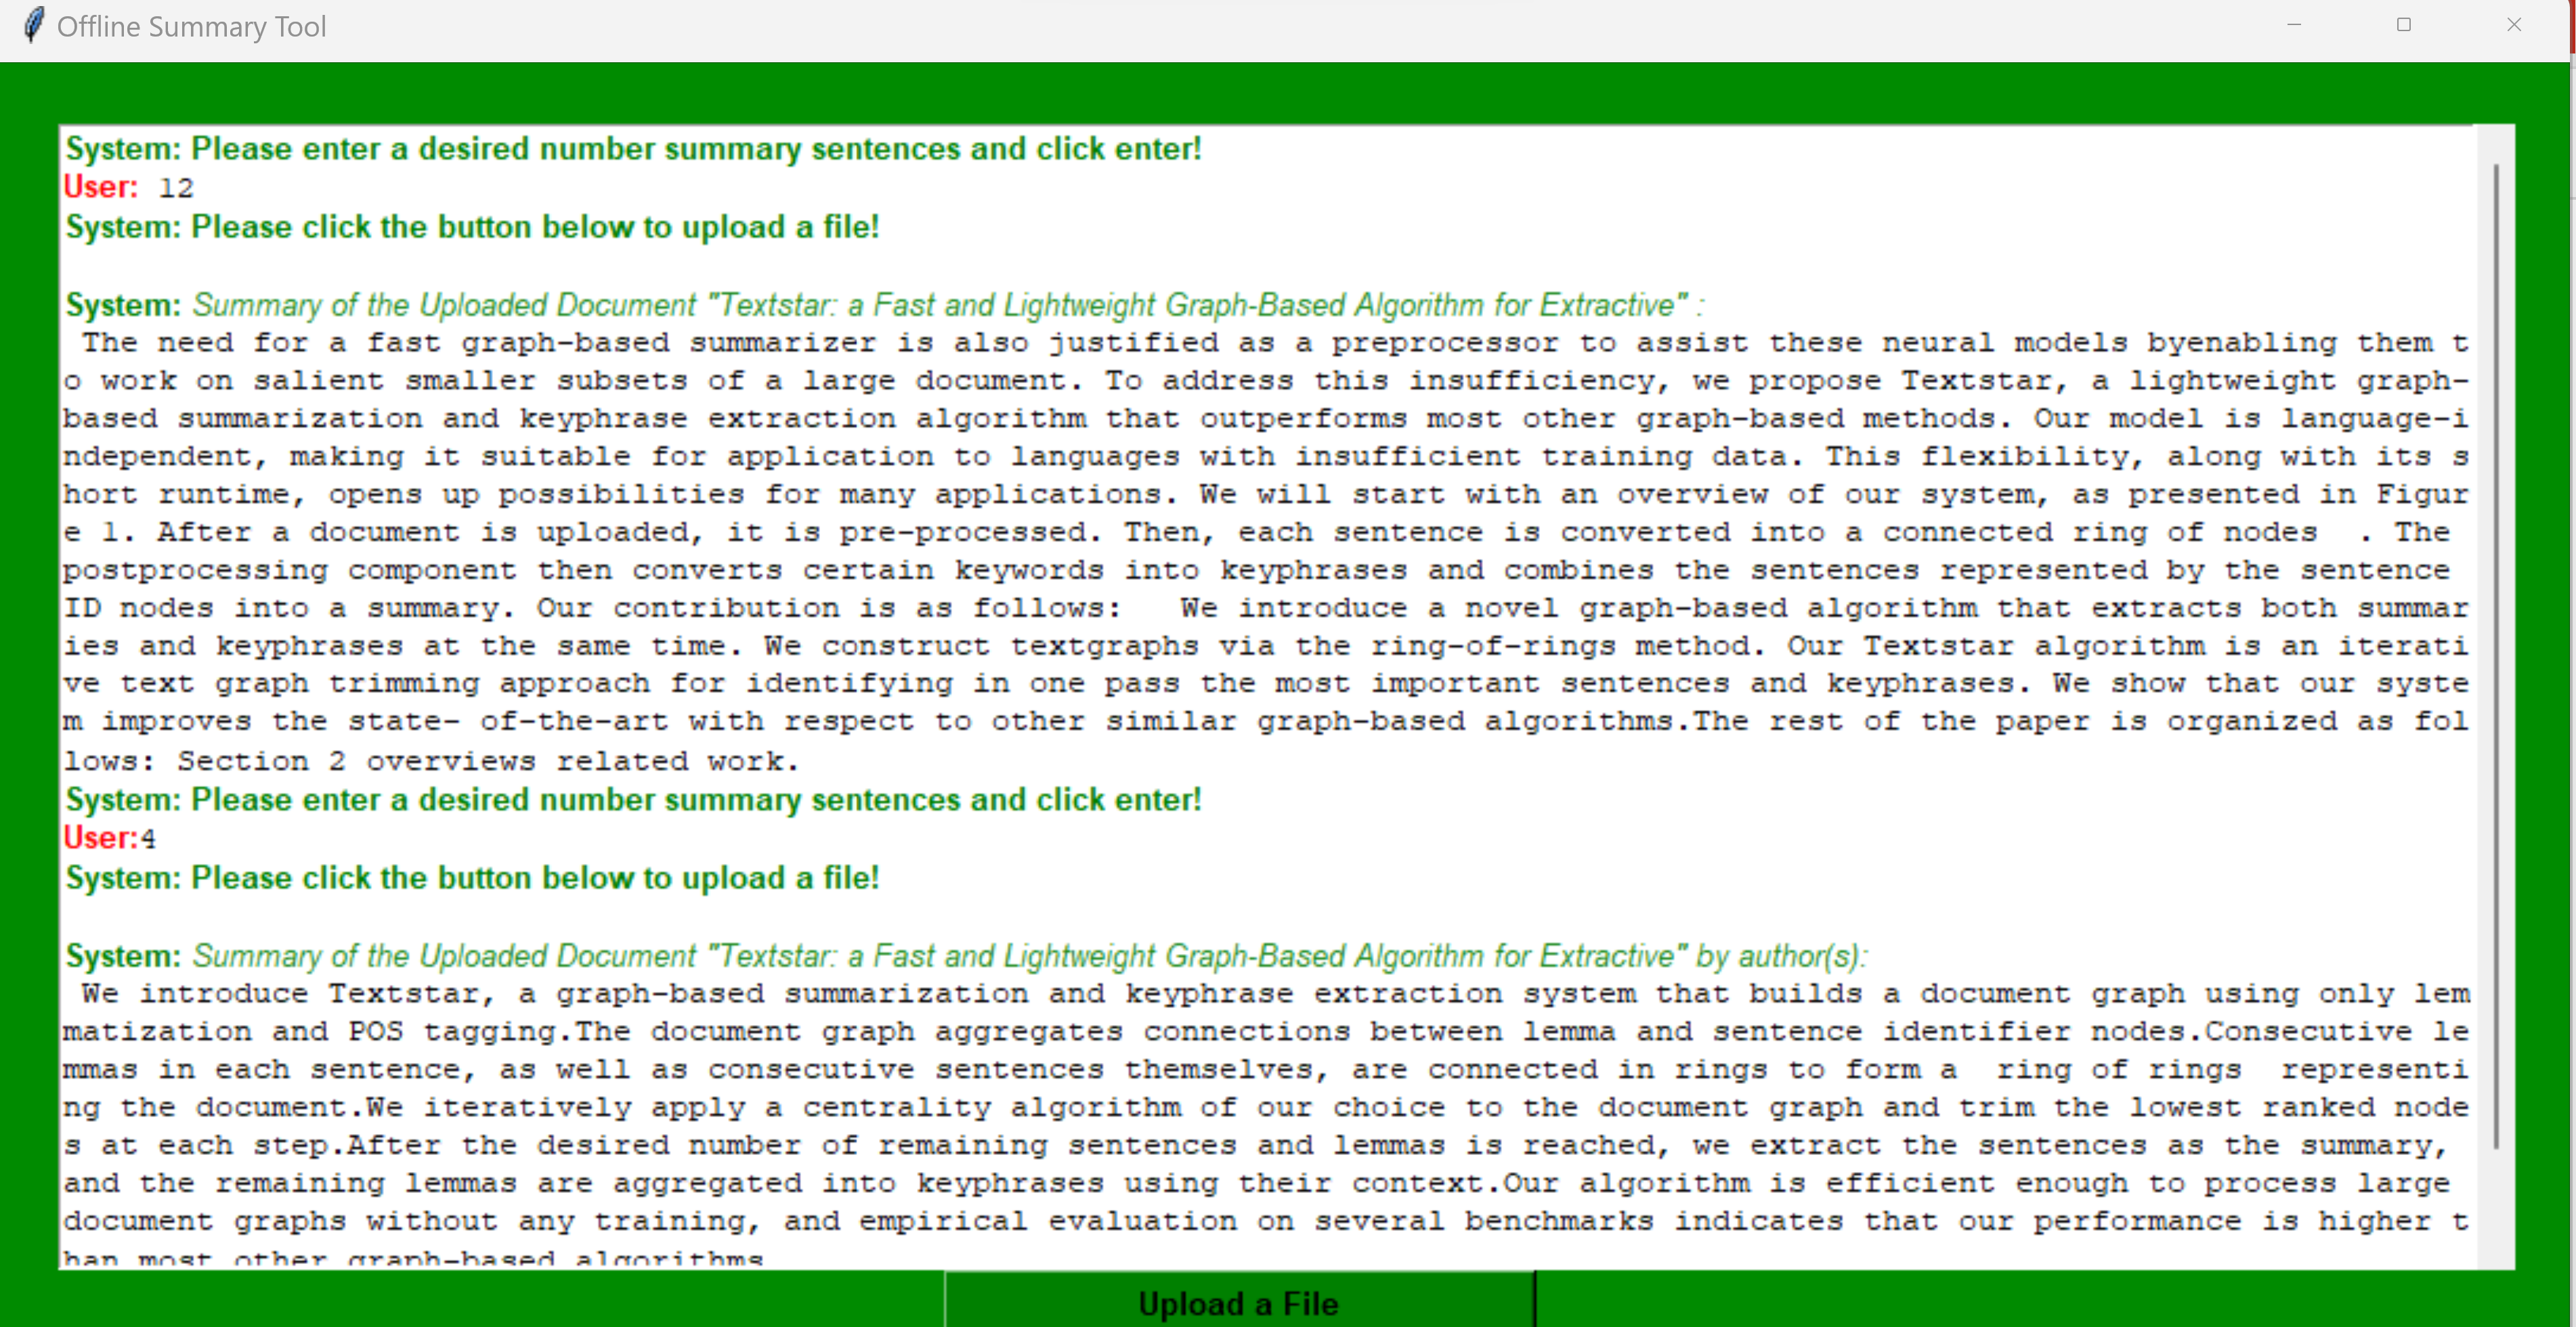 Offline Summary Tool
System: Please enter a desired number summary sentences and click enter!
User: 12
System: Please click the button below to upload a file!
System: Summary of the Uploaded Document "Textstar: a Fast and Lightweight Graph-Based Algorithm for Extractive" :
The need for a fast graph-based summarizer is also justified as a preprocessor to assist these neural models byenabling them t
o work on salient smaller subsets of a large document. To address this insufficiency, we propose Textstar, a lightweight graph-
based summarization and keyphrase extraction algorithm that outperforms most other graph-based methods. Our model is language-i
ndependent, making it suitable for application to languages with insufficient training data. This flexibility, along with its s
hort runtime, opens up possibilities for many applications. We will start with an overview of our system, as presented in Figur
e 1. After a document is uploaded, it is pre-processed. Then, each sentence is converted into a connected ring of nodes  . The
postprocessing component then converts certain keywords into keyphrases and combines the sentences represented by the sentence
ID nodes into a summary. Our contribution is as follows:   We introduce a novel graph-based algorithm that extracts both summar
ies and keyphrases at the same time. We construct textgraphs via the ring-of-rings method. Our Textstar algorithm is an iterati
ve text graph trimming approach for identifying in one pass the most important sentences and keyphrases. We show that our syste
m improves the state- of-the-art with respect to other similar graph-based algorithms.The rest of the paper is organized as fol
lows: Section 2 overviews related work.
System: Please enter a desired number summary sentences and click enter!
User:4
System: Please click the button below to upload a file!
System: Summary of the Uploaded Document "Textstar: a Fast and Lightweight Graph-Based Algorithm for Extractive" by author(s):
We introduce Textstar, a graph-based summarization and keyphrase extraction system that builds a document graph using only lem
matization and POS tagging.The document graph aggregates connections between lemma and sentence identifier nodes.Consecutive le
mmas in each sentence, as well as consecutive sentences themselves, are connected in rings to form a  ring of rings  representi
ng the document.We iteratively apply a centrality algorithm of our choice to the document graph and trim the lowest ranked node
s at each step.After the desired number of remaining sentences and lemmas is reached, we extract the sentences as the summary,
and the remaining lemmas are aggregated into keyphrases using their context.Our algorithm is efficient enough to process large
document graphs without any training, and empirical evaluation on several benchmarks indicates that our performance is higher t
han most other graph-based algorithms
Upload a File